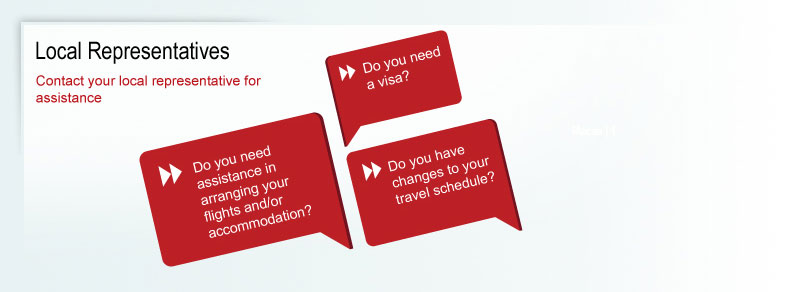 Local Representatives
Contact your local representative for
assistance
Do you need
a visa?
Do you need
assistance in
arranging your
flights and/or
accommodation?
Do you have
changes to your
travel schedule?